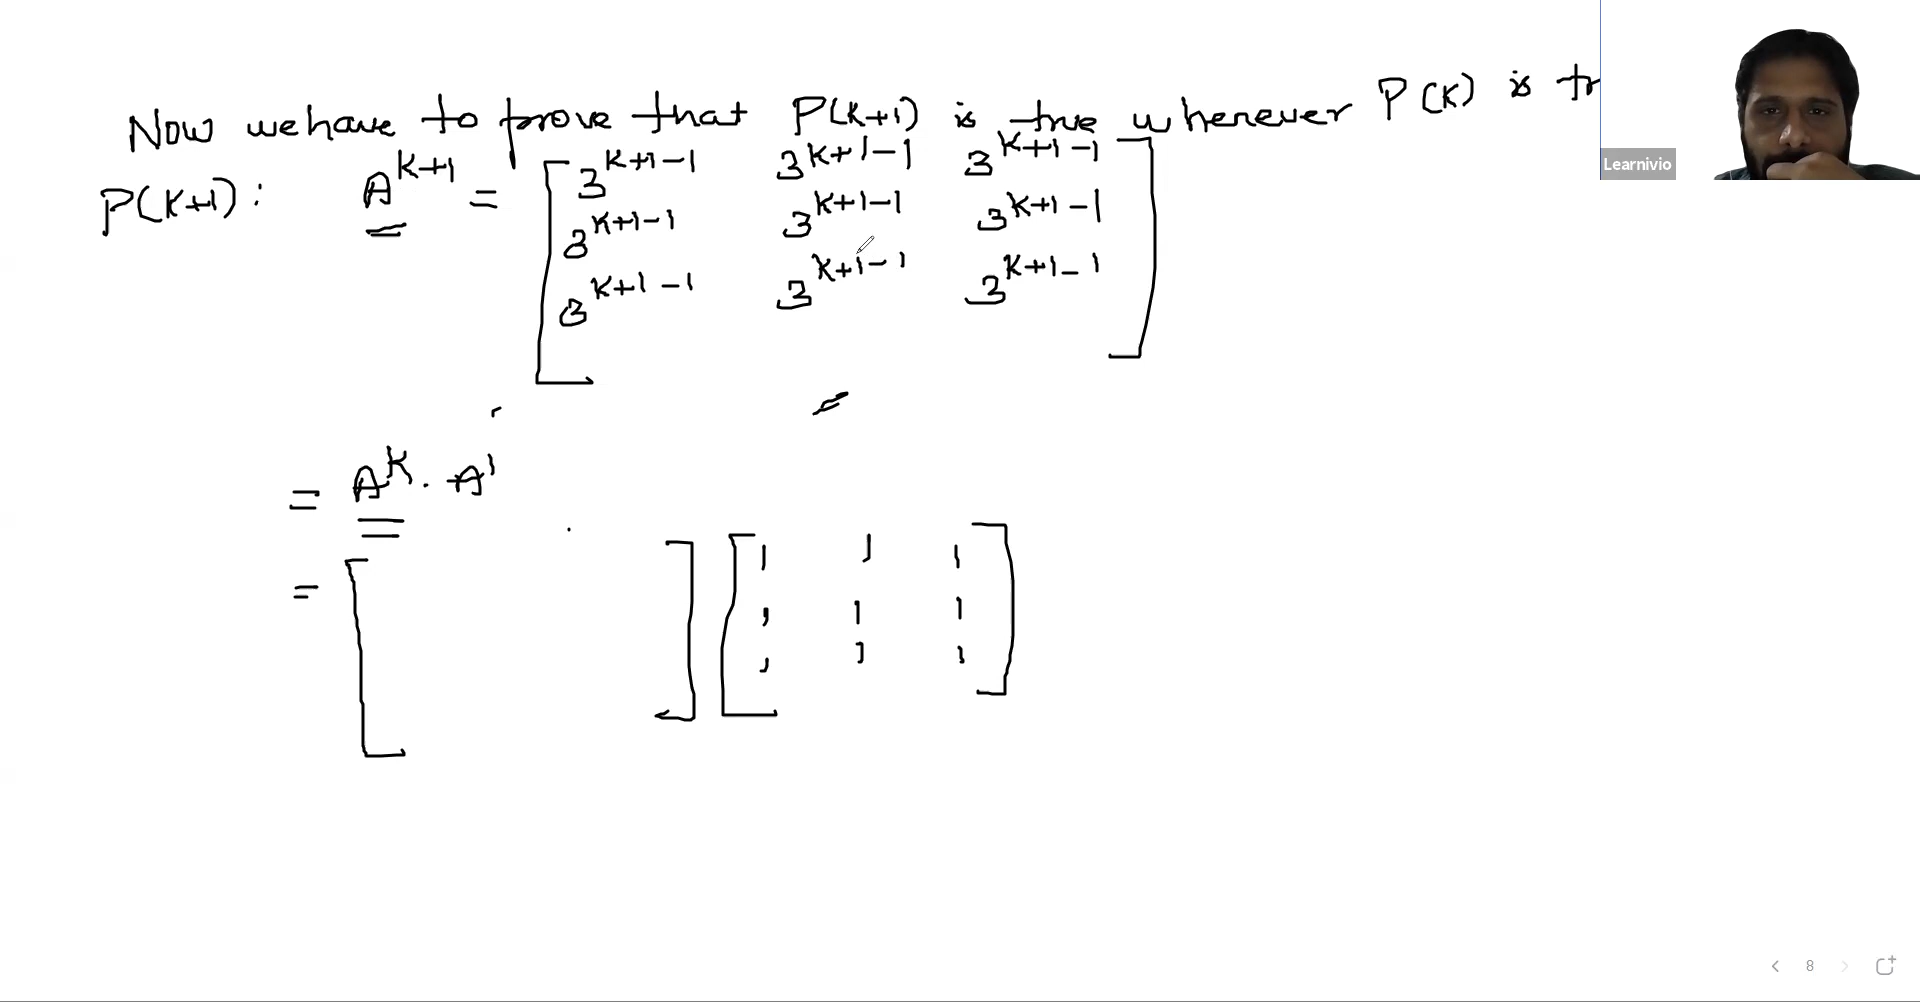 Now we have to prove that P(K+1) is true whenever P(K) is tr
P(K+1): A^K+1 = [ 3^K+1-1 3^K+1-1 3^K+1-1
3^K+1-1 3^K+1-1 3^K+1-1
3^K+1-1 3^K+1-1 3^K+1-1 ]
= A^K . A^1
= [ ] [ 1 1 1
1 1 1
1 1 1 ]
Learnivio
8